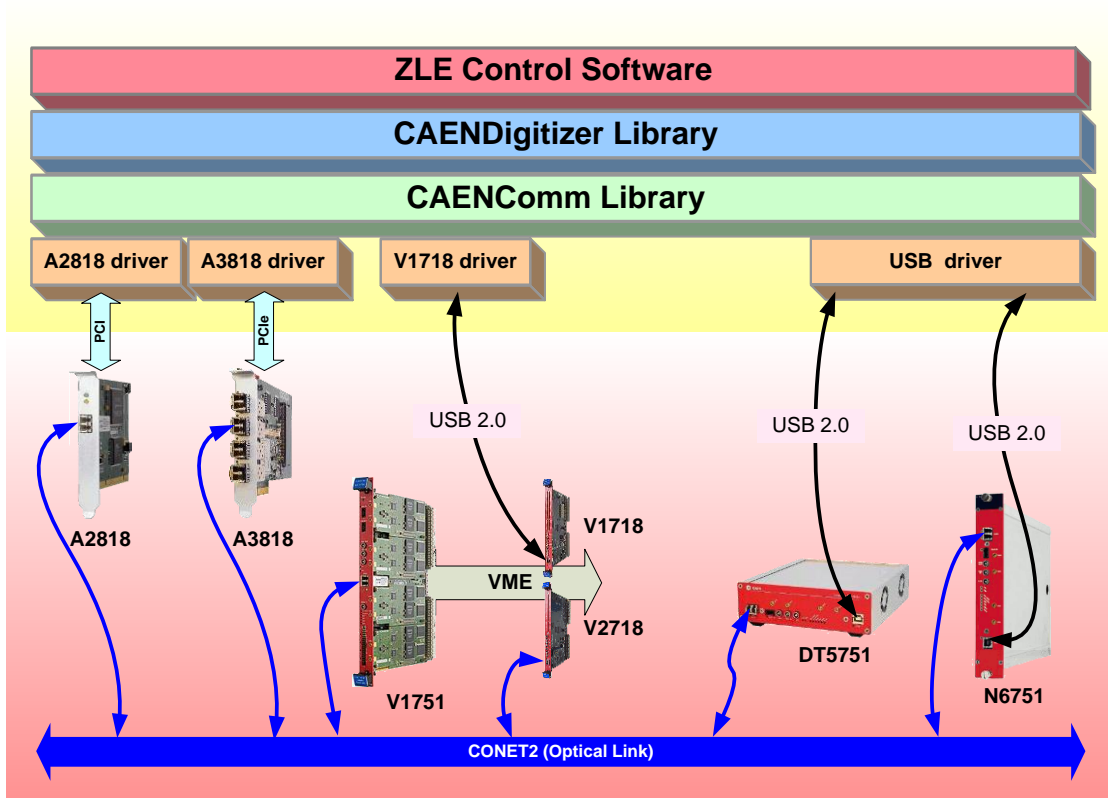 ZLE Control Software
CAENDigitizer Library
CAENComm Library
A2818 driver
A3818 driver
V1718 driver
USB driver
PCI
PCIe
USB 2.0
USB 2.0
USB 2.0
A2818
A3818
V1718
VME
V2718
V1751
DT5751
N6751
CONET2 (Optical Link)